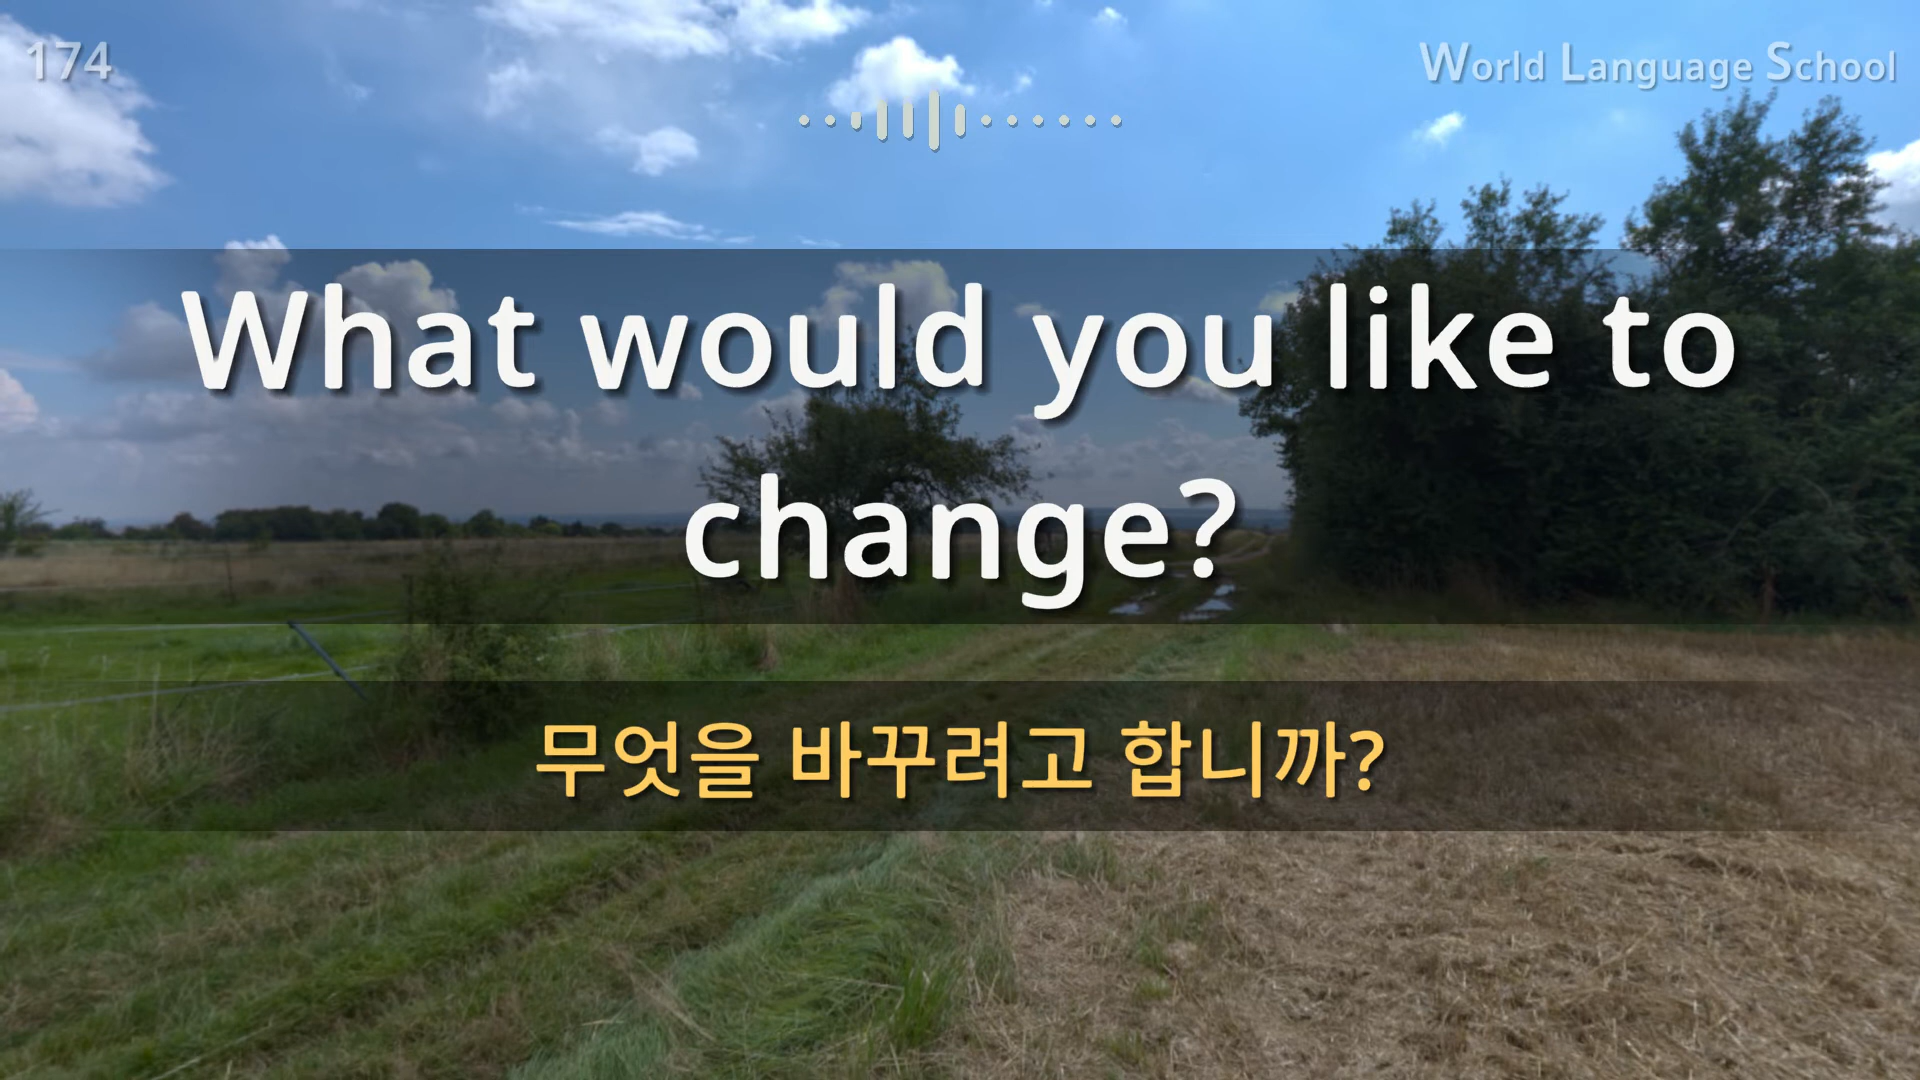 174
World Language School
What would you like to
change?
무엇을 바꾸려고 합니까?